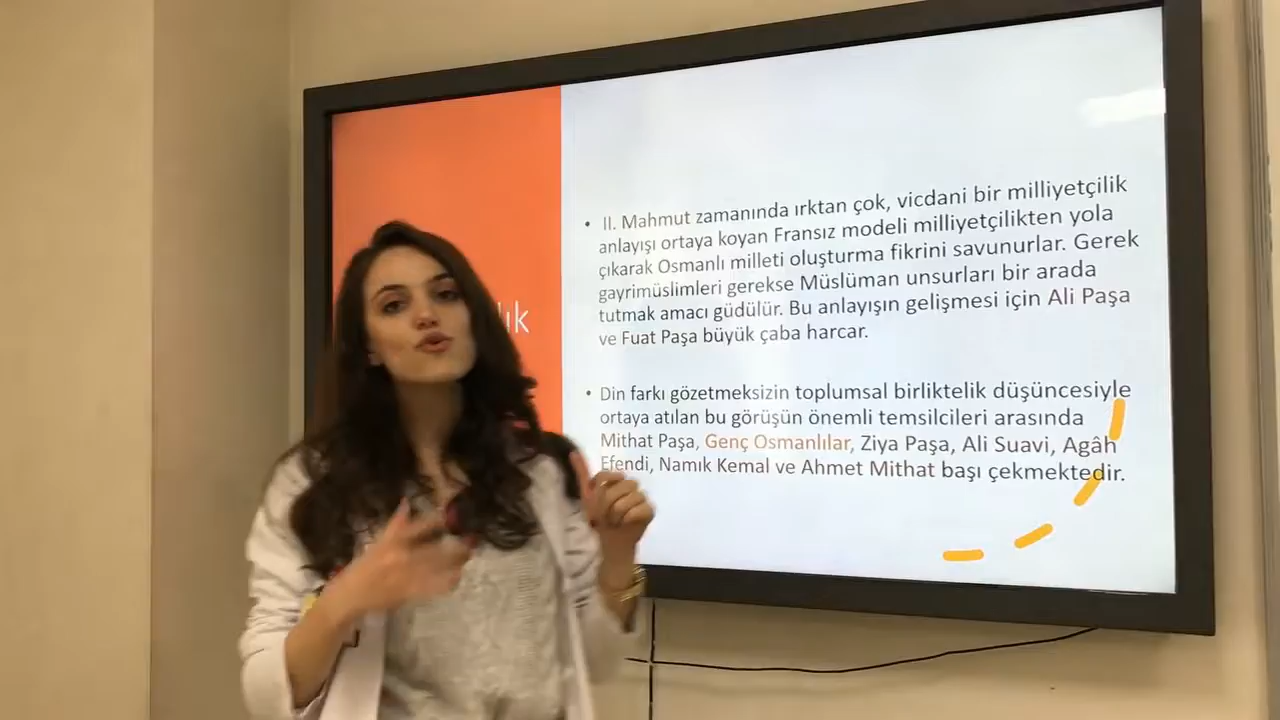 II. Mahmut zamanında ırktan çok, vicdani bir milliyetçilik
anlayışı ortaya koyan Fransız modeli milliyetçilikten yola
çıkarak Osmanlı milleti oluşturma fikrini savunurlar. Gerek
gayrimüslimleri gerekse Müslüman unsurları bir arada
tutmak amacı güdülür. Bu anlayışın gelişmesi için Ali Paşa
ve Fuat Paşa büyük çaba harcar.
Din farkı gözetmeksizin toplumsal birliktelik düşüncesiyle
ortaya atılan bu görüşün önemli temsilcileri arasında
Mithat Paşa, Genç Osmanlılar, Ziya Paşa, Ali Suavi, Agâh
Efendi, Namık Kemal ve Ahmet Mithat başı çekmektedir.